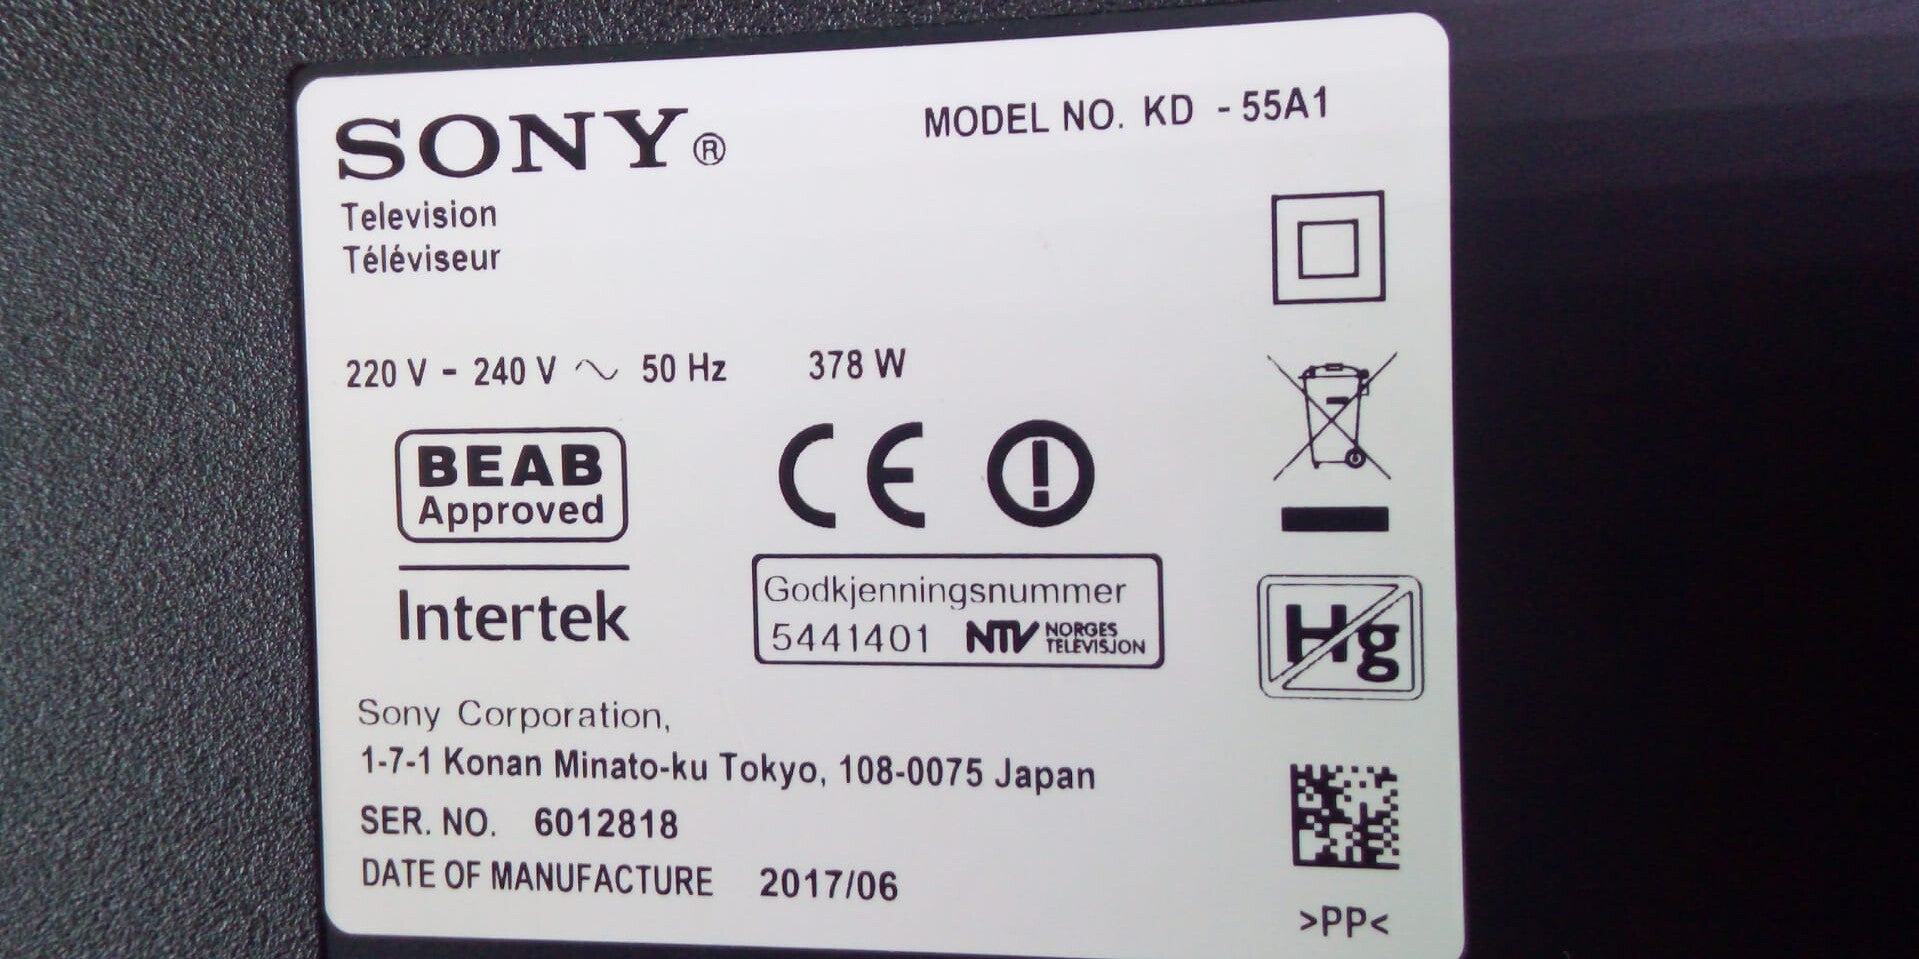 SONY®
MODEL NO. KD - 55A1
Television
Téléviseur
220 V - 240 V ~ 50 Hz 378 W
BEAB
Approved
Intertek
CE
Godkjenningsnummer
5441401 NTV NORGES TELEVISJON
Hg
Sony Corporation,
1-7-1 Konan Minato-ku Tokyo, 108-0075 Japan
SER. NO. 6012818
DATE OF MANUFACTURE 2017/06
>PP<